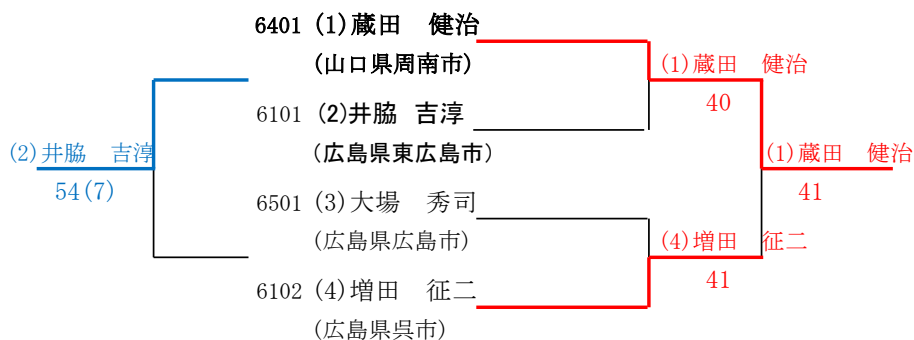 6401 (1)蔵田　健治
(山口県周南市)
(1)蔵田　健治
40
6101 (2)井脇　吉淳
(広島県東広島市)
(2)井脇　吉淳
54(7)
(1)蔵田　健治
41
6501 (3)大場　秀司
(広島県広島市)
(4)増田　征二
41
6102 (4)増田　征二
(広島県呉市)